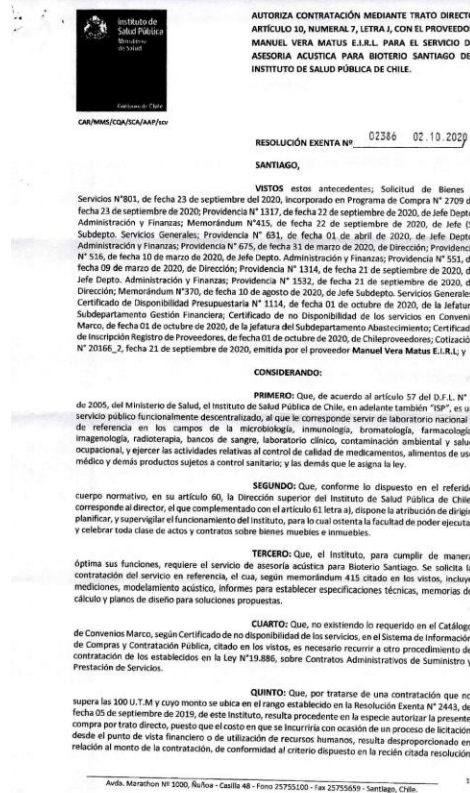 Instituto de
Salud Pública
Ministerio
de Salud
Gobierno de Chile
CAR/MMS/CQA/SCA/AAP/scv
AUTORIZA CONTRATACIÓN MEDIANTE TRATO DIRECTO
ARTÍCULO 10, NUMERAL 7, LETRA J, CON EL PROVEEDO
MANUEL VERA MATUS E.I.R.L. PARA EL SERVICIO D
ASESORIA ACUSTICA PARA BIOTERIO SANTIAGO DE
INSTITUTO DE SALUD PÚBLICA DE CHILE.
RESOLUCIÓN EXENTA Nº 02386 02.10.2020
SANTIAGO,
VISTOS estos antecedentes; Solicitud de Bienes
Servicios N°801, de fecha 23 de septiembre del 2020, incorporado en Programa de Compra N° 2709 d
fecha 23 de septiembre de 2020; Providencia N° 1317, de fecha 22 de septiembre de 2020, de Jefe Depto
Administración y Finanzas; Memorándum N°415, de fecha 22 de septiembre de 2020, de Jefe (S
Subdepto. Servicios Generales; Providencia N° 631, de fecha 01 de abril de 2020, de Jefe Depto
Administración y Finanzas; Providencia N° 675, de fecha 31 de marzo de 2020, de Dirección; Providenci
N° 516, de fecha 10 de marzo de 2020, de Jefe Depto. Administración y Finanzas; Providencia N° 551, d
fecha 09 de marzo de 2020, de Dirección; Providencia N° 1314, de fecha 21 de septiembre de 2020, d
Jefe Depto. Administración y Finanzas; Providencia N° 1532, de fecha 21 de septiembre de 2020, d
Dirección; Memorándum N°370, de fecha 10 de agosto de 2020, de Jefe Subdepto. Servicios Generale
Certificado de Disponibilidad Presupuestaria N° 1114, de fecha 01 de octubre de 2020, de la Jefatur
Subdepartamento Gestión Financiera; Certificado de no Disponibilidad de los servicios en Conveni
Marco, de fecha 01 de octubre de 2020, de la jefatura del Subdepartamento Abastecimiento; Certificad
de Inscripción Registro de Proveedores, de fecha 01 de octubre de 2020, de Chileproveedores; Cotizació
N° 20166_2, fecha 21 de septiembre de 2020, emitida por el proveedor Manuel Vera Matus E.I.R.L; y
CONSIDERANDO:
PRIMERO: Que, de acuerdo al artículo 57 del D.F.L. N°
de 2005, del Ministerio de Salud, el Instituto de Salud Pública de Chile, en adelante también "ISP", es u
servicio público funcionalmente descentralizado, al que le corresponde servir de laboratorio nacional
de referencia en los campos de la microbiología, inmunología, bromatología, farmacología
imagenología, radioterapia, bancos de sangre, laboratorio clínico, contaminación ambiental y salu
ocupacional, y ejercer las actividades relativas al control de calidad de medicamentos, alimentos de us
médico y demás productos sujetos a control sanitario; y las demás que le asigna la ley.
SEGUNDO: Que, conforme lo dispuesto en el referid
cuerpo normativo, en su artículo 60, la Dirección superior del Instituto de Salud Pública de Chile
corresponde al director, el que complementado con el artículo 61 letra a), dispone la atribución de dirigi
planificar, y supervigilar el funcionamiento del Instituto, para lo cual ostenta la facultad de poder ejecuta
y celebrar toda clase de actos y contratos sobre bienes muebles e inmuebles.
TERCERO: Que, el Instituto, para cumplir de manera
óptima sus funciones, requiere el servicio de asesoría acústica para Bioterio Santiago. Se solicita la
contratación del servicio en referencia, el cua, según memorándum 415 citado en los vistos, incluye
mediciones, modelamiento acústico, informes para establecer especificaciones técnicas, memorias de
cálculo y planos de diseño para soluciones propuestas.
CUARTO: Que, no existiendo lo requerido en el Catálogo
de Convenios Marco, según Certificado de no disponibilidad de los servicios, en el Sistema de Información
de Compras y Contratación Pública, citado en los vistos, es necesario recurrir a otro procedimiento de
contratación de los establecidos en la Ley N°19.886, sobre Contratos Administrativos de Suministro y
Prestación de Servicios.
QUINTO: Que, por tratarse de una contratación que no
supera las 100 U.T.M y cuyo monto se ubica en el rango establecido en la Resolución Exenta N° 2443, de
fecha 05 de septiembre de 2019, de este Instituto, resulta procedente en la especie autorizar la presente
compra por trato directo, puesto que el costo en que se incurriría con ocasión de un proceso de licitación
desde el punto de vista financiero o de utilización de recursos humanos, resulta desproporcionado en
relación al monto de la contratación, de conformidad al criterio dispuesto en la recién citada resolución
1
Avda. Marathon Nº 1000, Ñuñoa - Casilla 48 - Fono 25755100 - Fax 25755659 - Santiago, Chile.